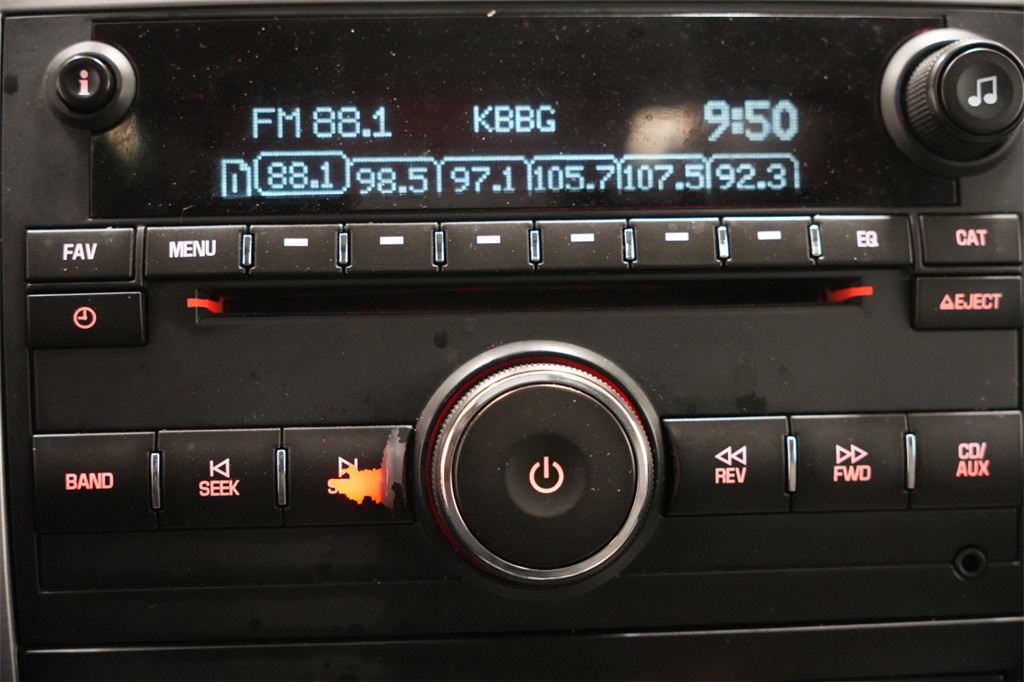 i
FM 88.1 KBBG 9:50
88.1 98.5 97.1 105.7 107.5 92.3
FAV MENU EQ CAT
EJECT
BAND SEEK REV FWD CD/AUX